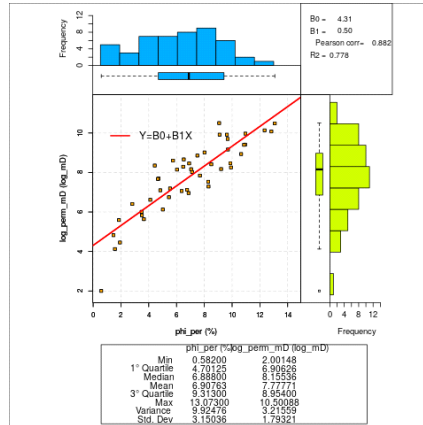 B0 = 4.31
B1 = 0.50
Pearson corr= 0.882
R2 = 0.778
Frequency
0 2 4 6 8
Y=B0+B1X
log_perm_mD (log_mD)
2 4 6 8 10
0 2 4 6 8 10 12 14
phi_per (%)
0 4 8 12
Frequency
phi_per (%) log_perm_mD (log_mD)
Min 0.58200 2.00148
1° Quartile 4.70125 6.90626
Median 6.88800 8.15536
Mean 6.90763 7.77771
3° Quartile 9.31300 8.95400
Max 13.07300 10.50088
Variance 9.92476 3.21559
Std. Dev 3.15036 1.79321